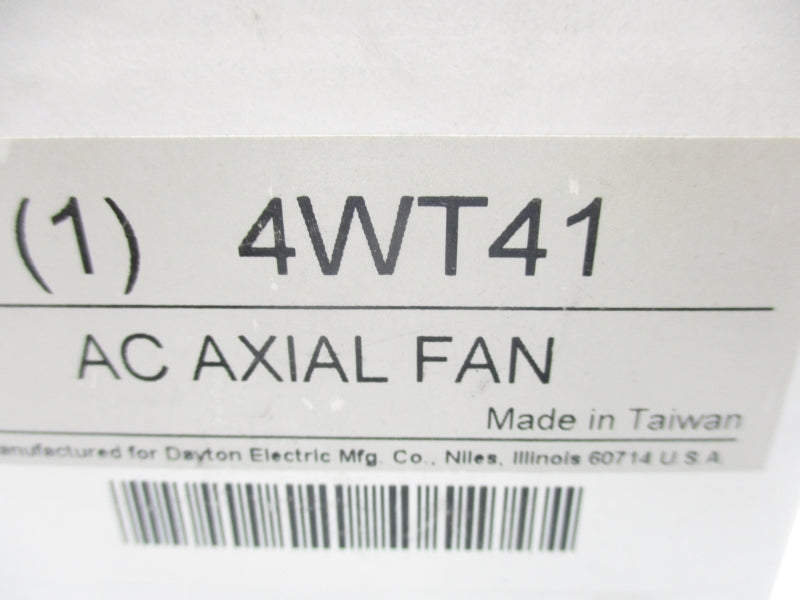 (1) 4WT41
AC AXIAL FAN
Made in Taiwan
anufactured for Dayton Electric Mfg. Co., Niles, Illinois 60714 U.S.A.